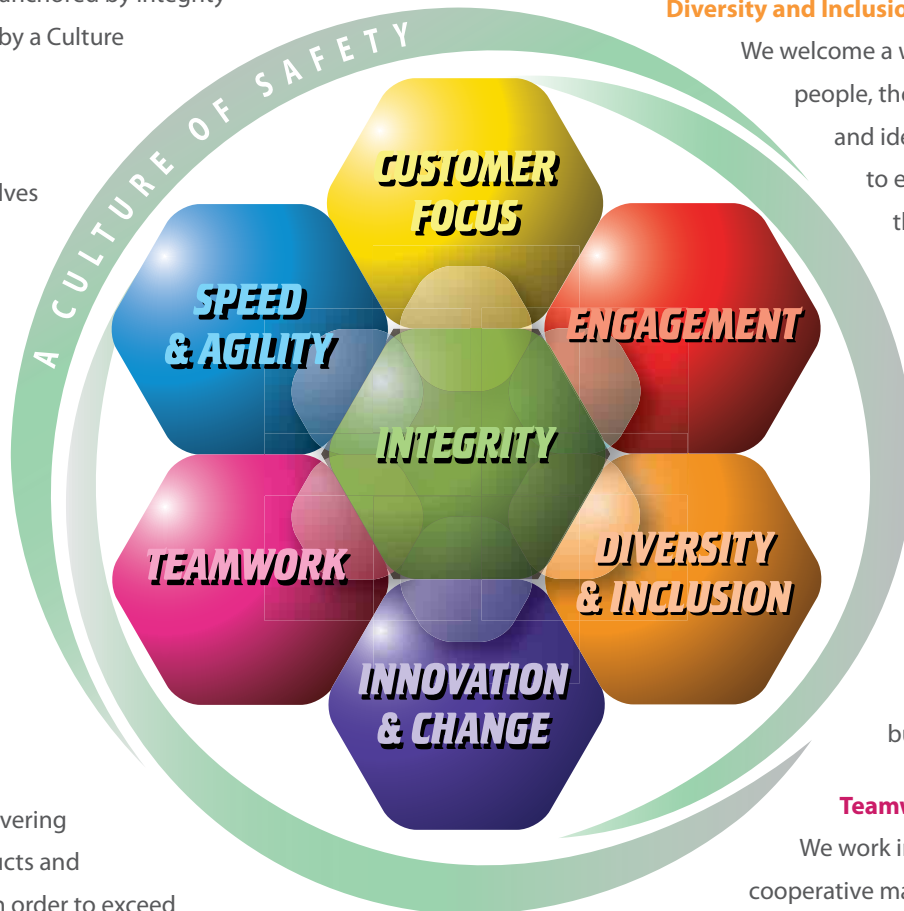 anchored by Integrity
by a Culture
lves
vering
ucts and
n order to exceed
A CULTURE OF SAFETY
CUSTOMER
FOCUS
SPEED
& AGILITY
ENGAGEMENT
INTEGRITY
TEAMWORK
DIVERSITY
& INCLUSION
INNOVATION
& CHANGE
Diversity and Inclusio
We welcome a
people, the
and ide
to e
th
bu
Teamw
We work i
cooperative ma